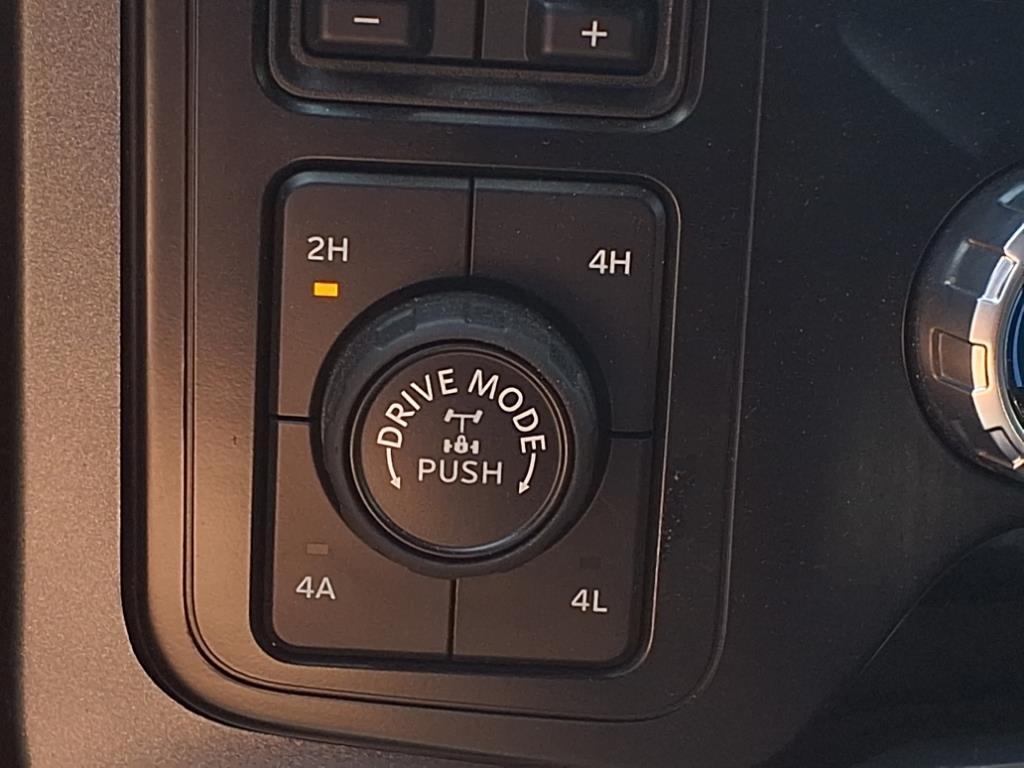 − +
2H 4H
DRIVE MODE
PUSH
4A 4L